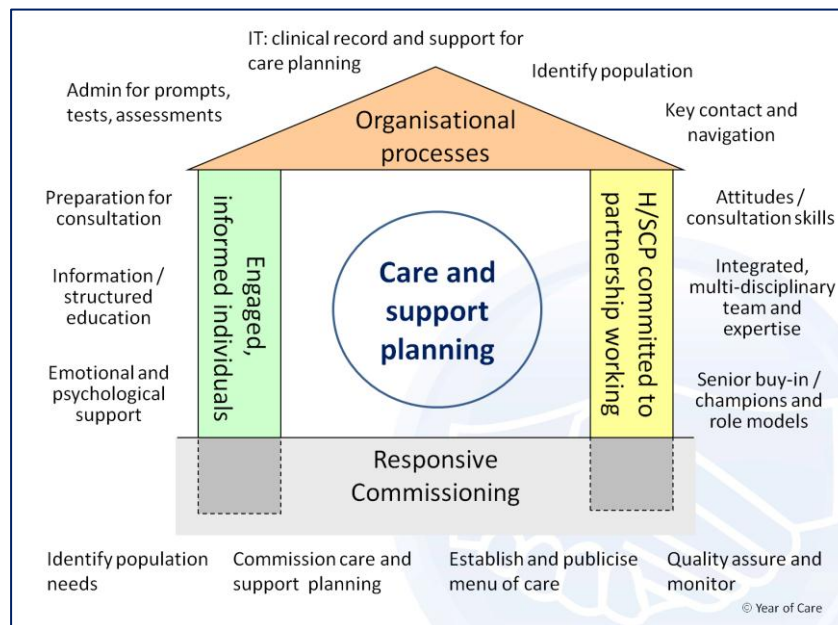 IT: clinical record and support for
care planning
Identify population
Admin for prompts,
tests, assessments
Key contact and
navigation
Organisational
processes
Preparation for
consultation
Information /
structured
education
Emotional and
psychological
support
Engaged,
informed individuals
Care and
support
planning
H/SCP committed to
partnership working
Attitudes /
consultation skills
Integrated,
multi-disciplinary
team and
expertise
Senior buy-in /
champions and
role models
Responsive
Commissioning
Identify population
needs
Commission care and
support planning
Establish and publicise
menu of care
Quality assure and
monitor
© Year of Care